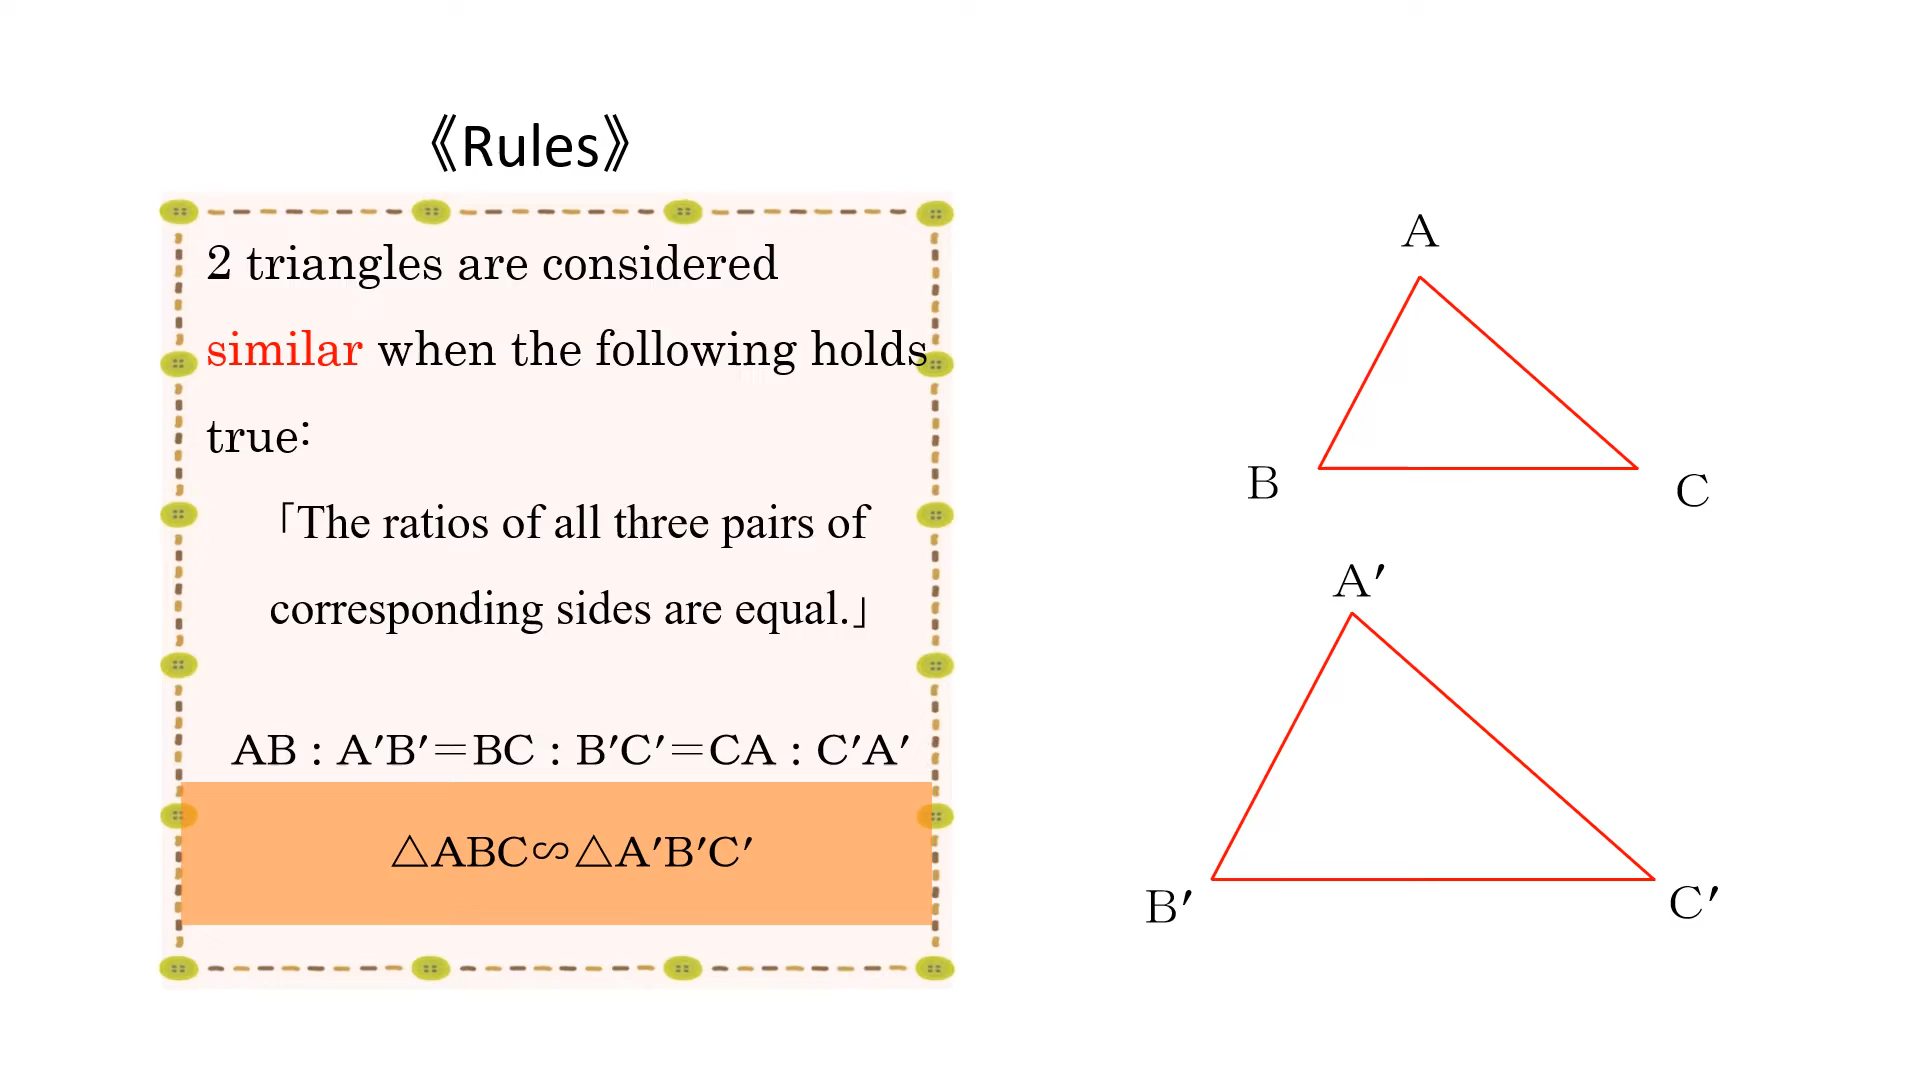 《Rules》
2 triangles are considered
similar when the following holds
true:
「The ratios of all three pairs of
corresponding sides are equal.」
AB : A′B′=BC : B′C′=CA : C′A′
△ABC∽△A′B′C′
A
B
C
A′
B′
C′